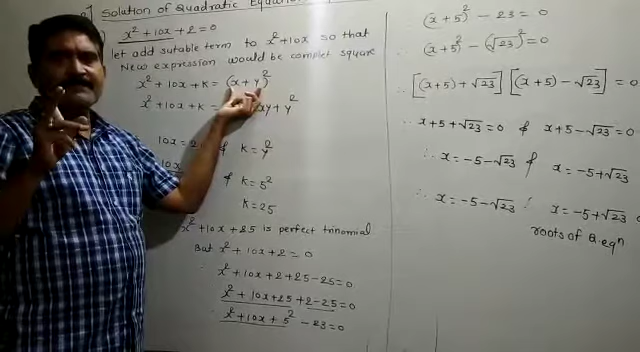 Solution of Quadratic Equation
x² + 10x + 2 = 0
let add sutable term to x² + 10x so that
New expression would be complet square
x² + 10x + k = (x + y)²
x² + 10x + k = xy + y²
10x = 2 & k = y²
10x & k = 5²
k = 25
x² + 10x + 25 is perfect trinomial
But x² + 10x + 2 = 0
∴ x² + 10x + 2 + 25 - 25 = 0
x² + 10x + 25 + 2 - 25 = 0
∴ x² + 10x + 5² - 23 = 0
∴ (x + 5)² - 23 = 0
∴ (x + 5)² - (√23)² = 0
∴ [(x + 5) + √23] [(x + 5) - √23] = 0
∴ x + 5 + √23 = 0 & x + 5 - √23 = 0
∴ x = -5 - √23 & x = -5 + √23
∴ x = -5 - √23 , x = -5 + √23
roots of Q. eqn